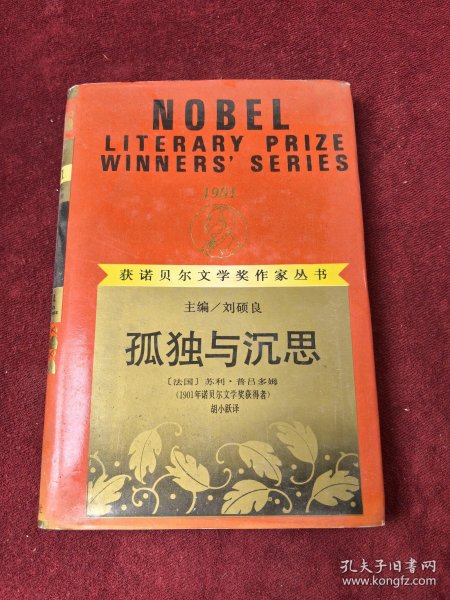 NOBEL
LITERARY PRIZE
WINNERS' SERIES
1901
获诺贝尔文学奖作家丛书
主编／刘硕良
孤独与沉思
〔法国〕苏利·普吕多姆
(1901年诺贝尔文学奖获得者)
胡小跃译
孔夫子旧书网
www.kongfz.com